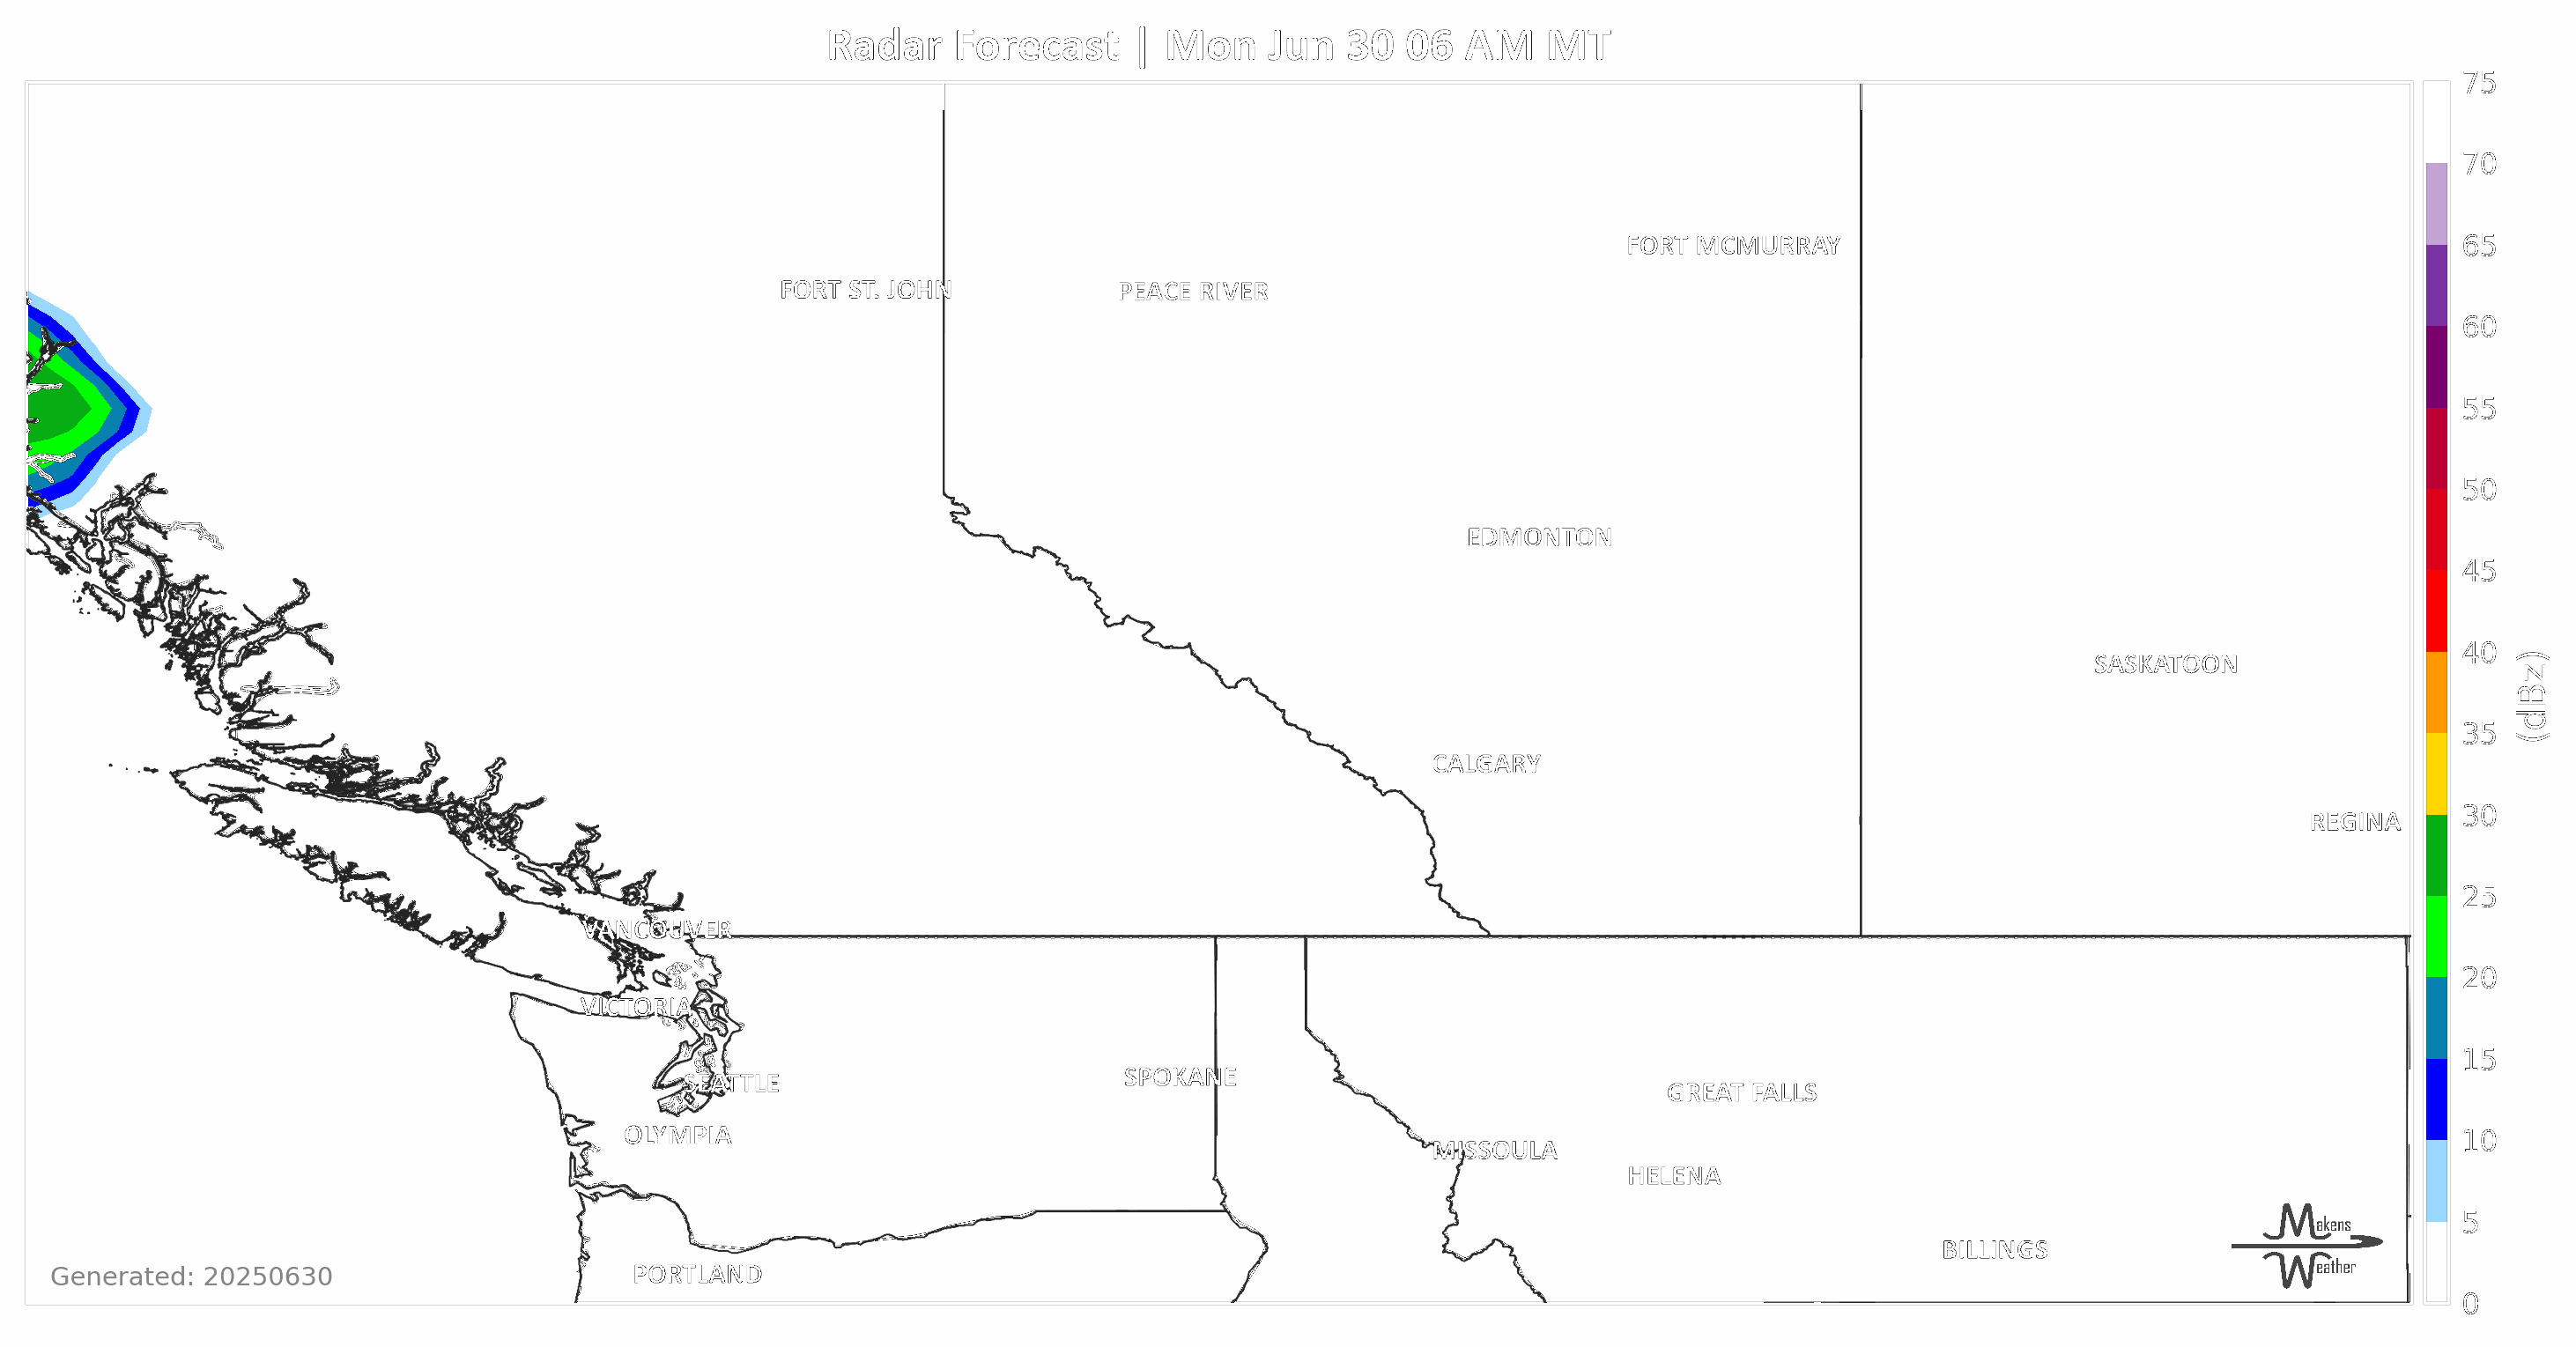 Radar Forecast | Mon Jun 30 06 AM MT
75
70
65
60
55
50
45
40
35
30
25
20
15
10
5
0
(dBz)
FORT MCMURRAY
FORT ST. JOHN
PEACE RIVER
EDMONTON
SASKATOON
CALGARY
REGINA
VANCOUVER
VICTORIA
SEATTLE
SPOKANE
GREAT FALLS
OLYMPIA
MISSOULA
HELENA
BILLINGS
PORTLAND
Makens
Weather
Generated: 20250630